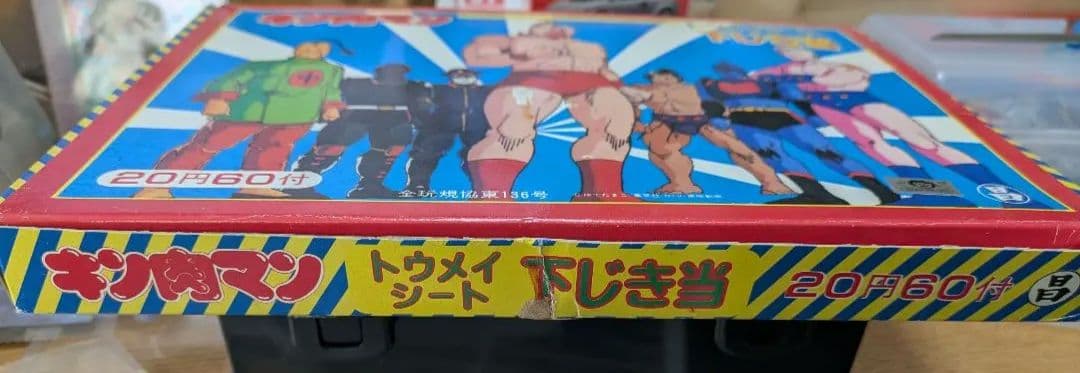 キン肉マン
20円60付
全玩規協東136号
昌
キン肉マン
トウメイ
シート
下じき当
20円60付
昌